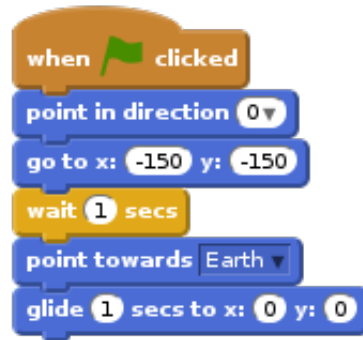 when clicked
point in direction 0
go to x: -150 y: -150
wait 1 secs
point towards Earth
glide 1 secs to x: 0 y: 0